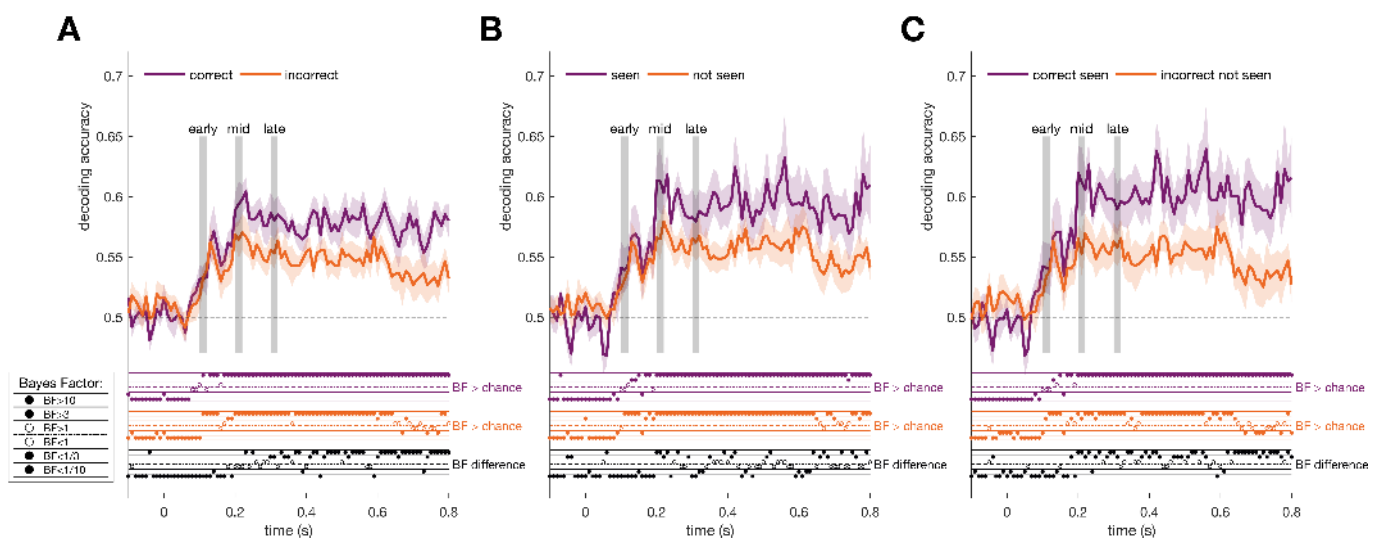 A
0.7
0.65
0.6
0.55
0.5
decoding accuracy
correct
incorrect
early mid late
BF > chance
BF > chance
BF difference
0
0.2
0.4
0.6
0.8
time (s)
Bayes Factor:
BF>10
BF>3
BF>1
BF<1
BF<1/3
BF<1/10
B
0.7
0.65
0.6
0.55
0.5
decoding accuracy
seen
not seen
early mid late
BF > chance
BF > chance
BF difference
0
0.2
0.4
0.6
0.8
time (s)
C
0.7
0.65
0.6
0.55
0.5
decoding accuracy
correct seen
incorrect not seen
early mid late
BF > chance
BF > chance
BF difference
0
0.2
0.4
0.6
0.8
time (s)